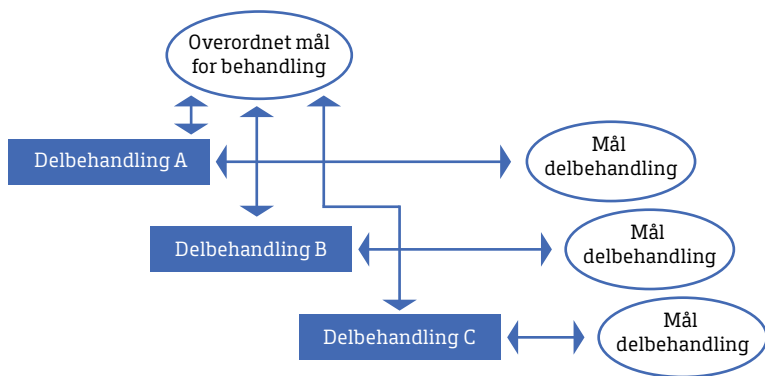 Overordnet mål
for behandling
Delbehandling A
Mål
delbehandling
Delbehandling B
Mål
delbehandling
Delbehandling C
Mål
delbehandling